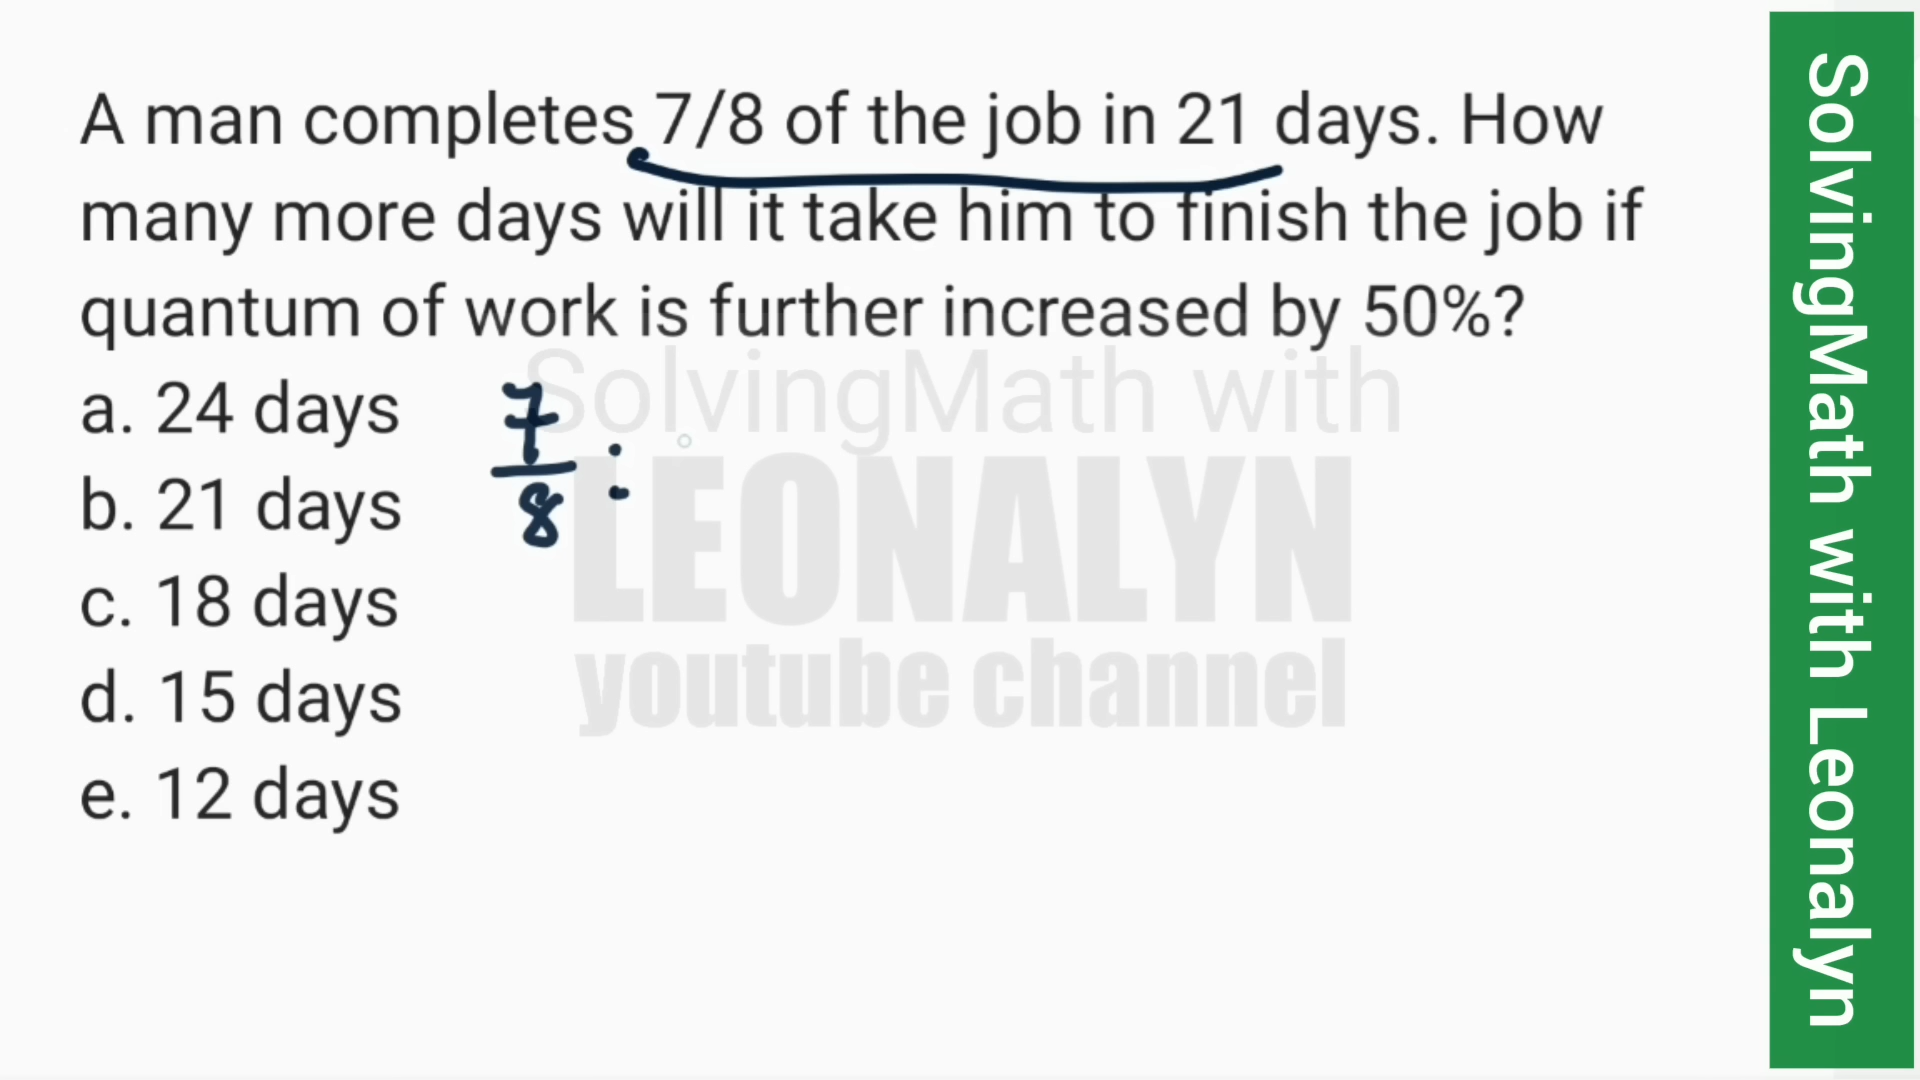 A man completes 7/8 of the job in 21 days. How
many more days will it take him to finish the job if
quantum of work is further increased by 50%?
a. 24 days
b. 21 days
c. 18 days
d. 15 days
e. 12 days
7
8 :
SolvingMath with
LEONALYN
youtube channel
SolvingMath with Leonalyn